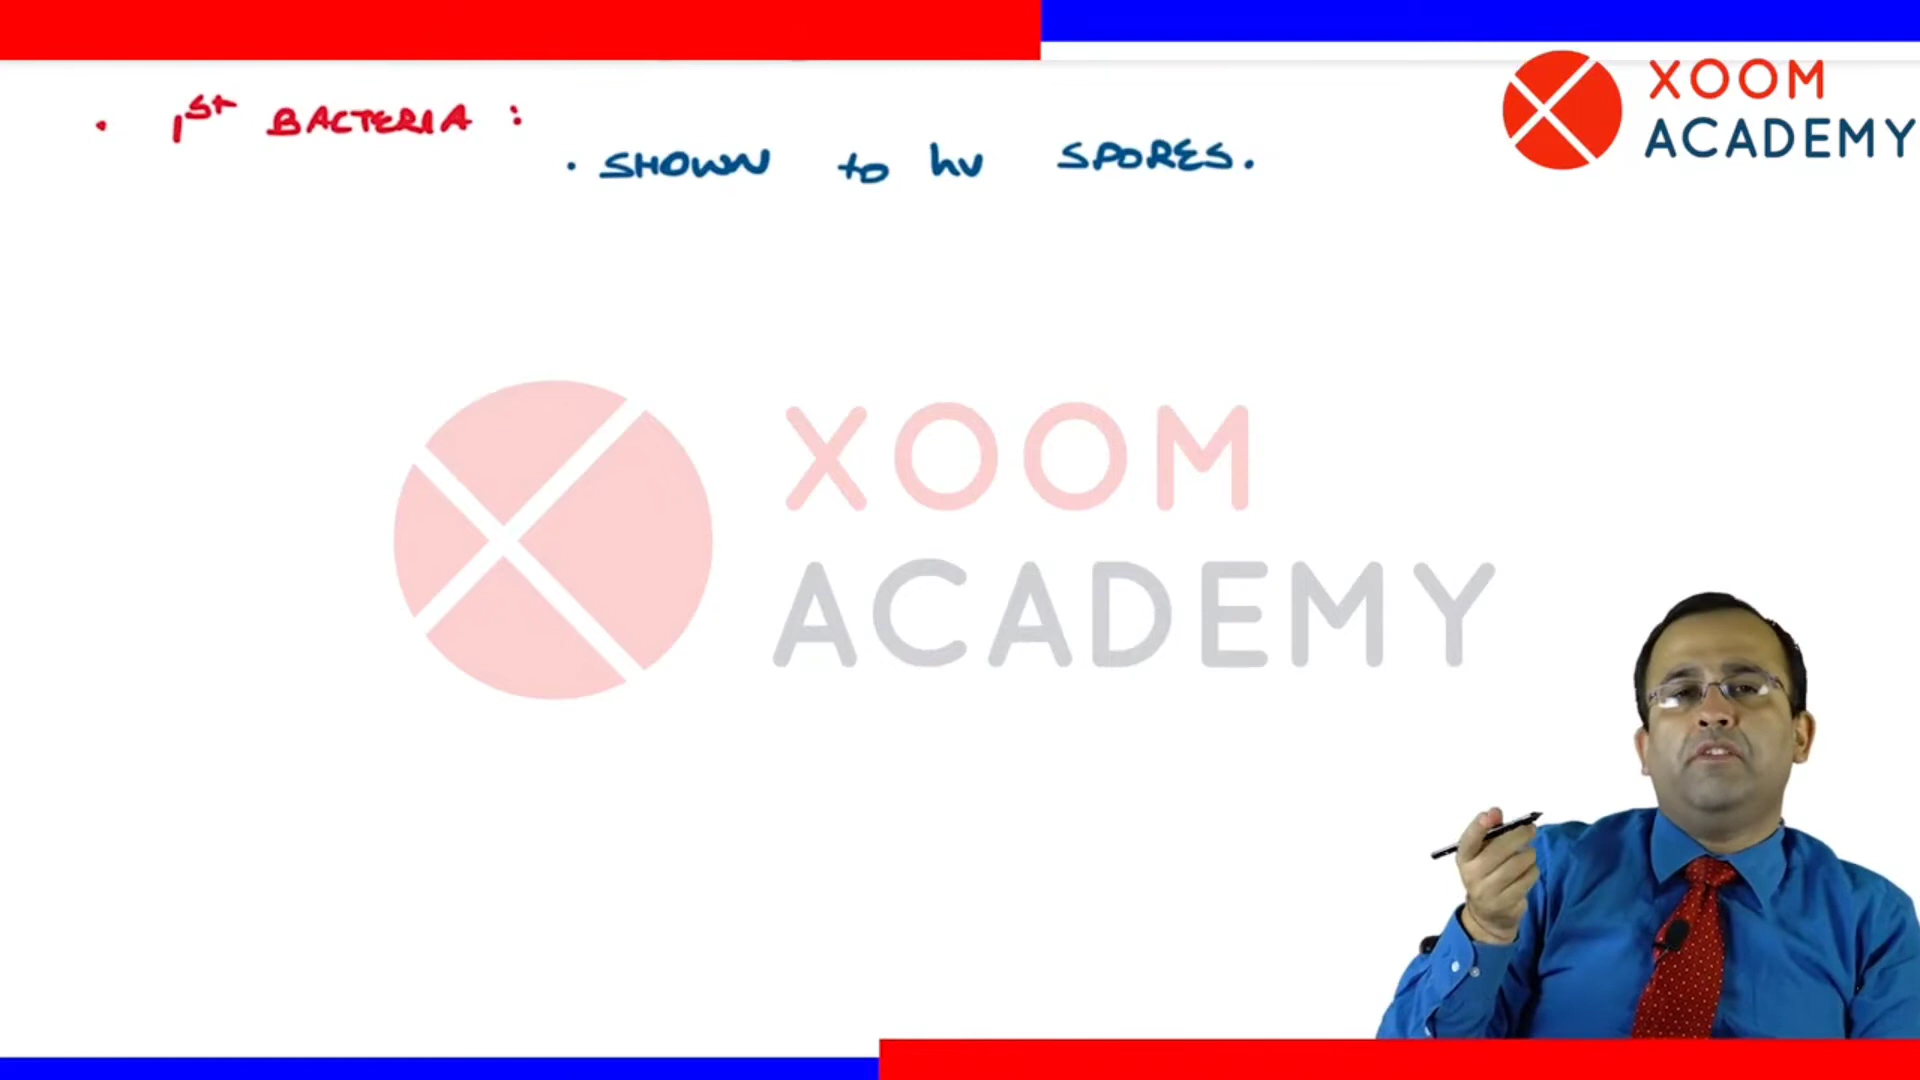 XOOM
ACADEMY
• 1st BACTERIA :
• SHOWN to hv SPORES.
XOOM
ACADEMY